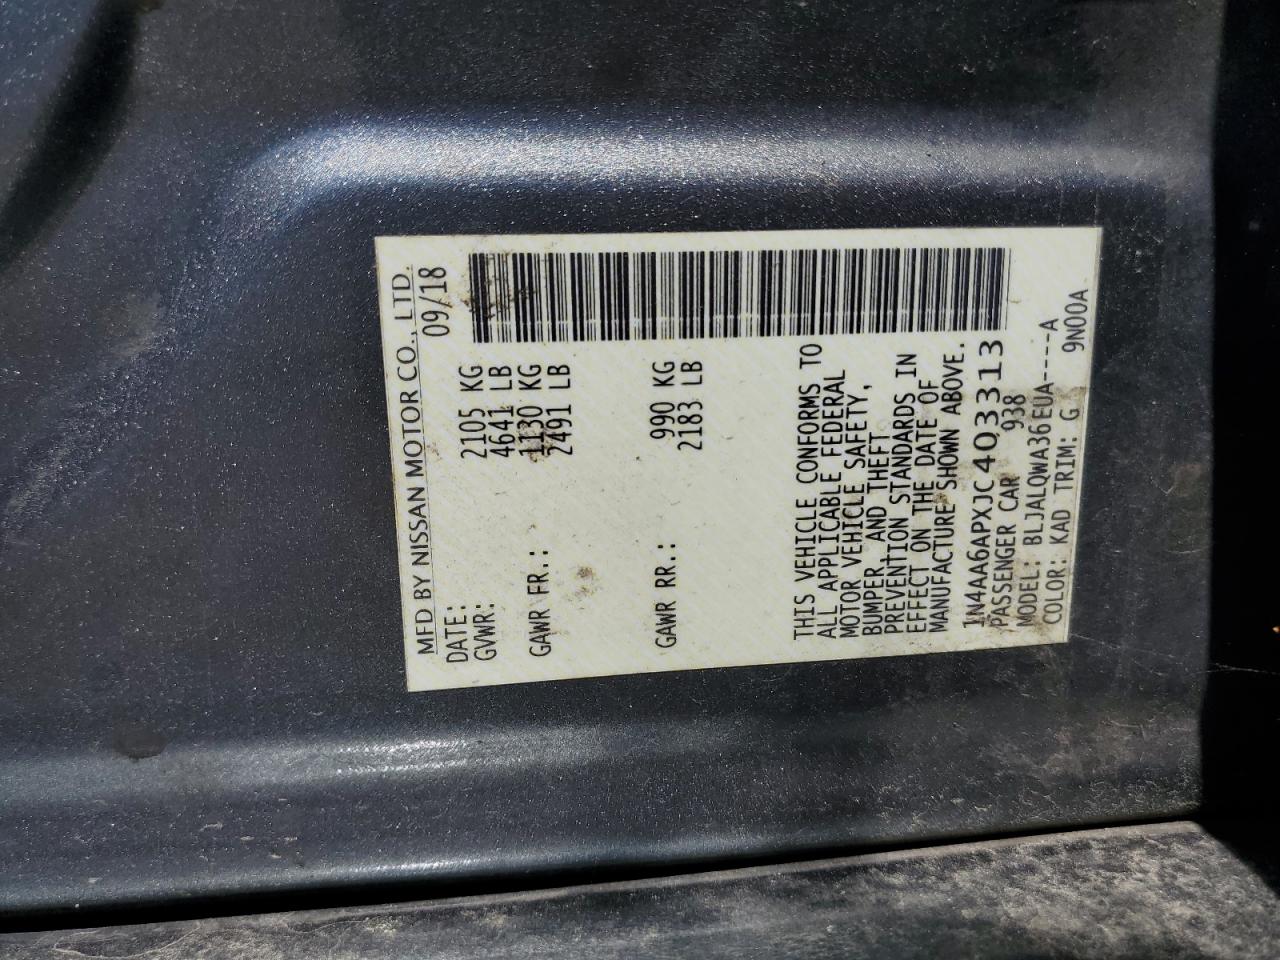 MFD BY NISSAN MOTOR CO., LTD.
DATE: 09/18
GVWR: 2105 KG
4641 LB
GAWR FR.: 1130 KG
2491 LB
GAWR RR.: 990 KG
2183 LB
THIS VEHICLE CONFORMS TO
ALL APPLICABLE FEDERAL
MOTOR VEHICLE SAFETY,
BUMPER, AND THEFT
PREVENTION STANDARDS IN
EFFECT ON THE DATE OF
MANUFACTURE SHOWN ABOVE.
1N4AA6APXJC403313
PASSENGER CAR 938
MODEL: BLJALQWA36EUA-----A
COLOR: KAD TRIM: G 9N00A